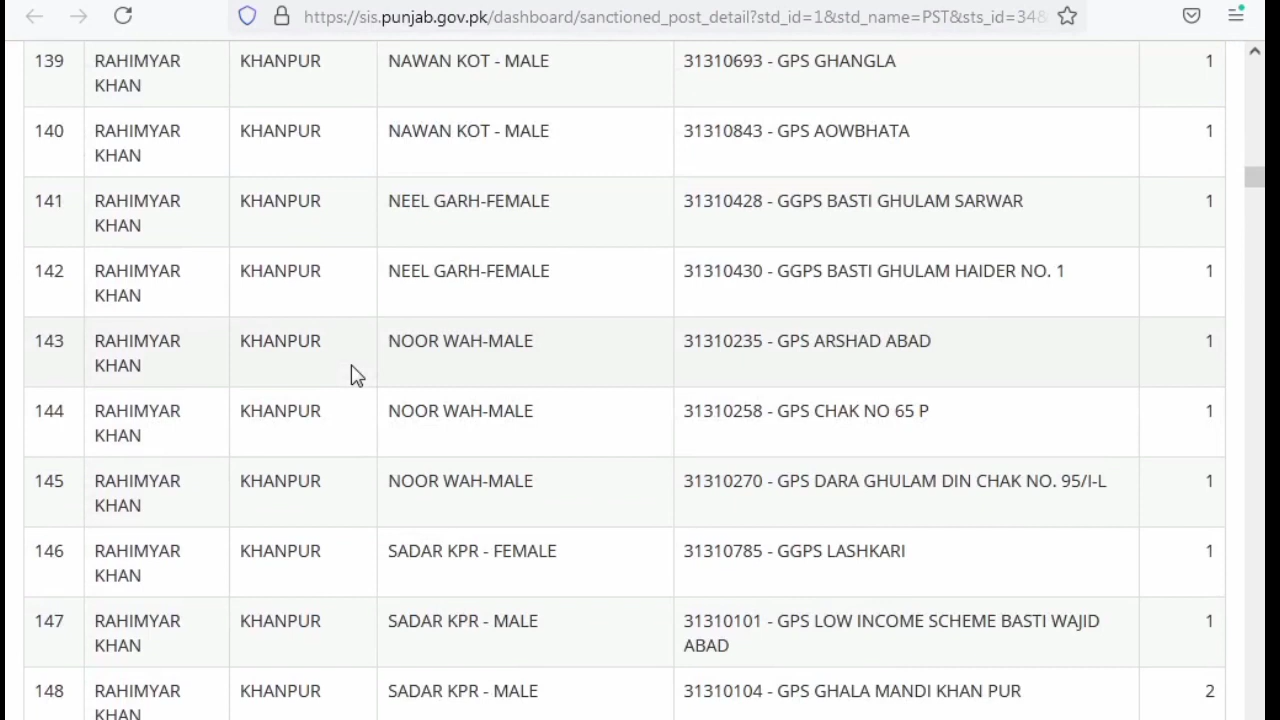 https://sis.punjab.gov.pk/dashboard/sanctioned_post_detail?std_id=1&std_name=PST&sts_id=348
139 RAHIMYAR KHANPUR NAWAN KOT - MALE 31310693 - GPS GHANGLA 1
KHAN
140 RAHIMYAR KHANPUR NAWAN KOT - MALE 31310843 - GPS AOWBHATA 1
KHAN
141 RAHIMYAR KHANPUR NEEL GARH-FEMALE 31310428 - GGPS BASTI GHULAM SARWAR 1
KHAN
142 RAHIMYAR KHANPUR NEEL GARH-FEMALE 31310430 - GGPS BASTI GHULAM HAIDER NO. 1 1
KHAN
143 RAHIMYAR KHANPUR NOOR WAH-MALE 31310235 - GPS ARSHAD ABAD 1
KHAN
144 RAHIMYAR KHANPUR NOOR WAH-MALE 31310258 - GPS CHAK NO 65 P 1
KHAN
145 RAHIMYAR KHANPUR NOOR WAH-MALE 31310270 - GPS DARA GHULAM DIN CHAK NO. 95/I-L 1
KHAN
146 RAHIMYAR KHANPUR SADAR KPR - FEMALE 31310785 - GGPS LASHKARI 1
KHAN
147 RAHIMYAR KHANPUR SADAR KPR - MALE 31310101 - GPS LOW INCOME SCHEME BASTI WAJID 1
KHAN ABAD
148 RAHIMYAR KHANPUR SADAR KPR - MALE 31310104 - GPS GHALA MANDI KHAN PUR 2
KHAN